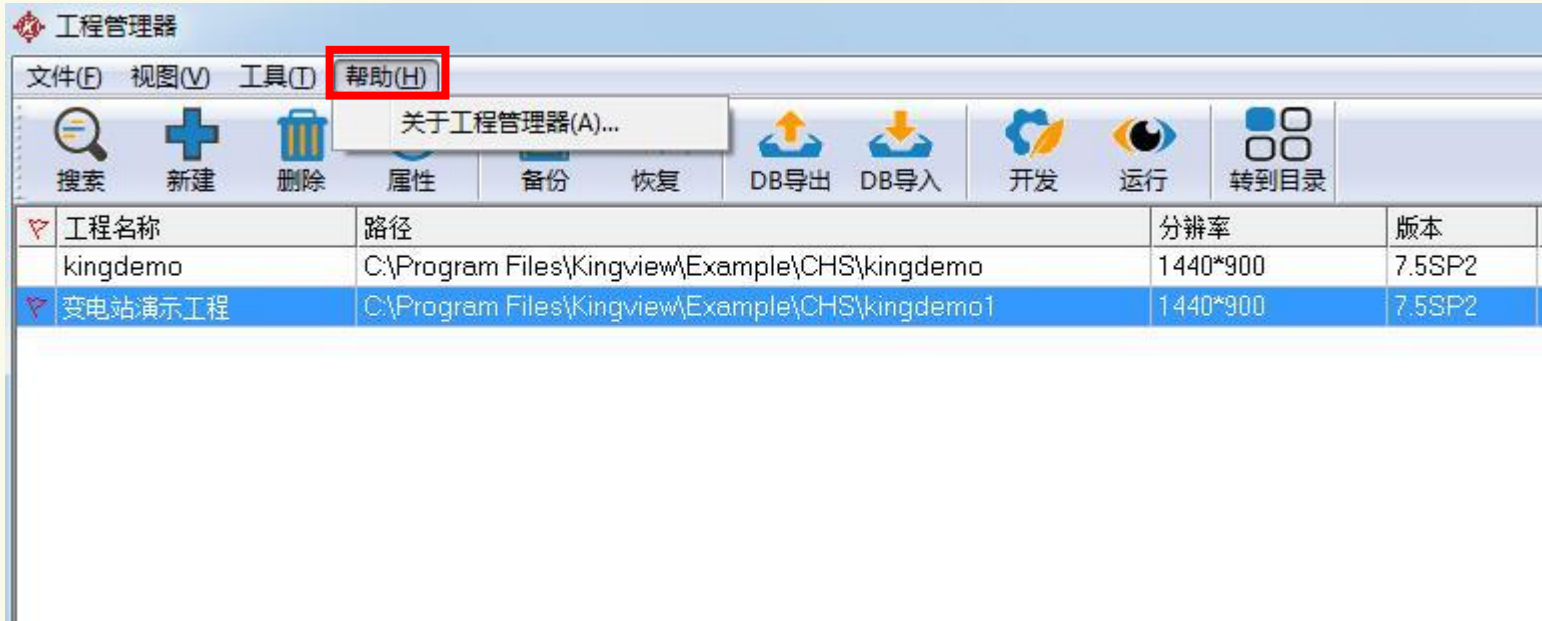 工程管理器
文件(F) 视图(V) 工具(T) 帮助(H)
关于工程管理器(A)...
搜索 新建 删除 属性 备份 恢复 DB导出 DB导入 开发 运行 转到目录
工程名称 路径 分辨率 版本
kingdemo C:\Program Files\Kingview\Example\CHS\kingdemo 1440*900 7.5SP2
变电站演示工程 C:\Program Files\Kingview\Example\CHS\kingdemo1 1440*900 7.5SP2